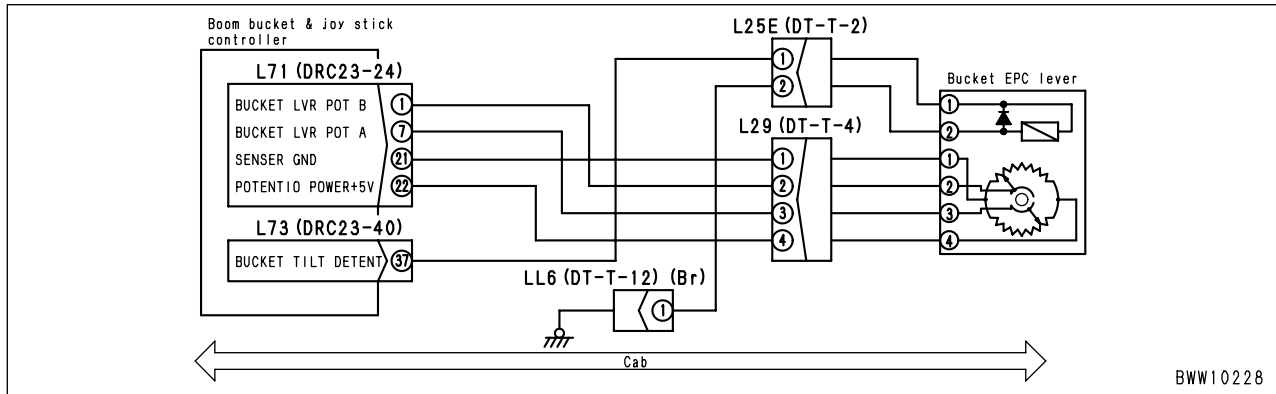 Boom bucket & joy stick
controller
L71 (DRC23-24)
BUCKET LVR POT B 1
BUCKET LVR POT A 7
SENSER GND 21
POTENTIO POWER+5V 22
L73 (DRC23-40)
BUCKET TILT DETENT 37
L25E (DT-T-2)
1
2
L29 (DT-T-4)
1
2
3
4
LL6 (DT-T-12) (Br)
1
Bucket EPC lever
1
2
1
2
3
4
Cab
BWW10228